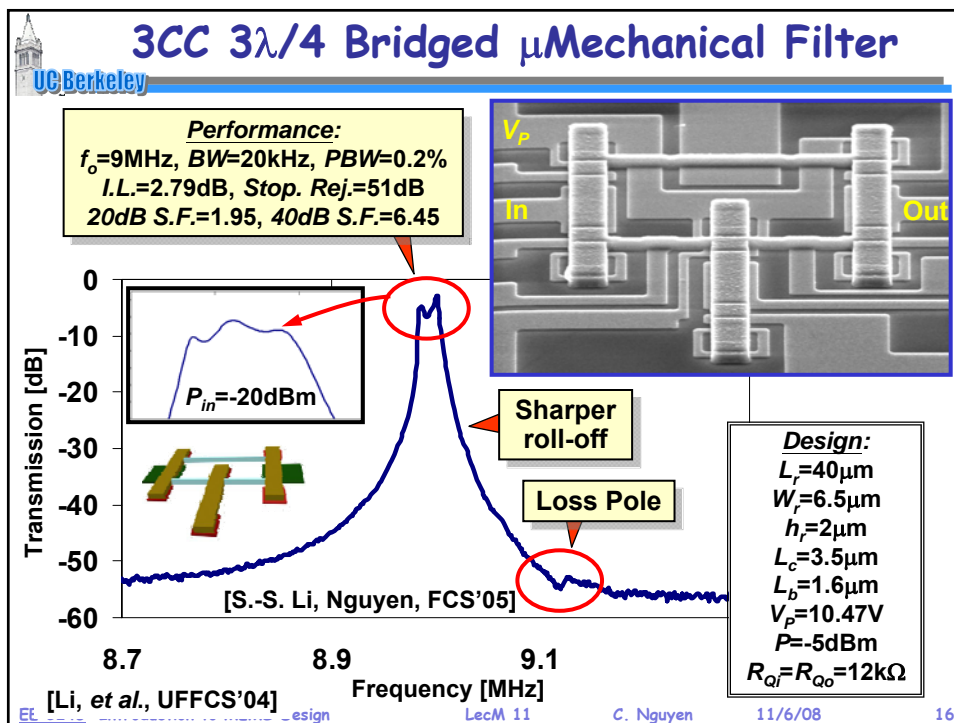 3CC 3λ/4 Bridged μMechanical Filter
UC Berkeley
Performance:
fo=9MHz, BW=20kHz, PBW=0.2%
I.L.=2.79dB, Stop. Rej.=51dB
20dB S.F.=1.95, 40dB S.F.=6.45
VP
In
Out
0
-10
-20
-30
-40
-50
-60
Transmission [dB]
Pin=-20dBm
Sharper
roll-off
Loss Pole
Design:
Lr=40μm
Wr=6.5μm
hr=2μm
Lc=3.5μm
Lb=1.6μm
VP=10.47V
P=-5dBm
RQi=RQo=12kΩ
[S.-S. Li, Nguyen, FCS'05]
8.7
8.9
9.1
Frequency [MHz]
[Li, et al., UFFCS'04]
LecM 11
C. Nguyen
11/6/08
16